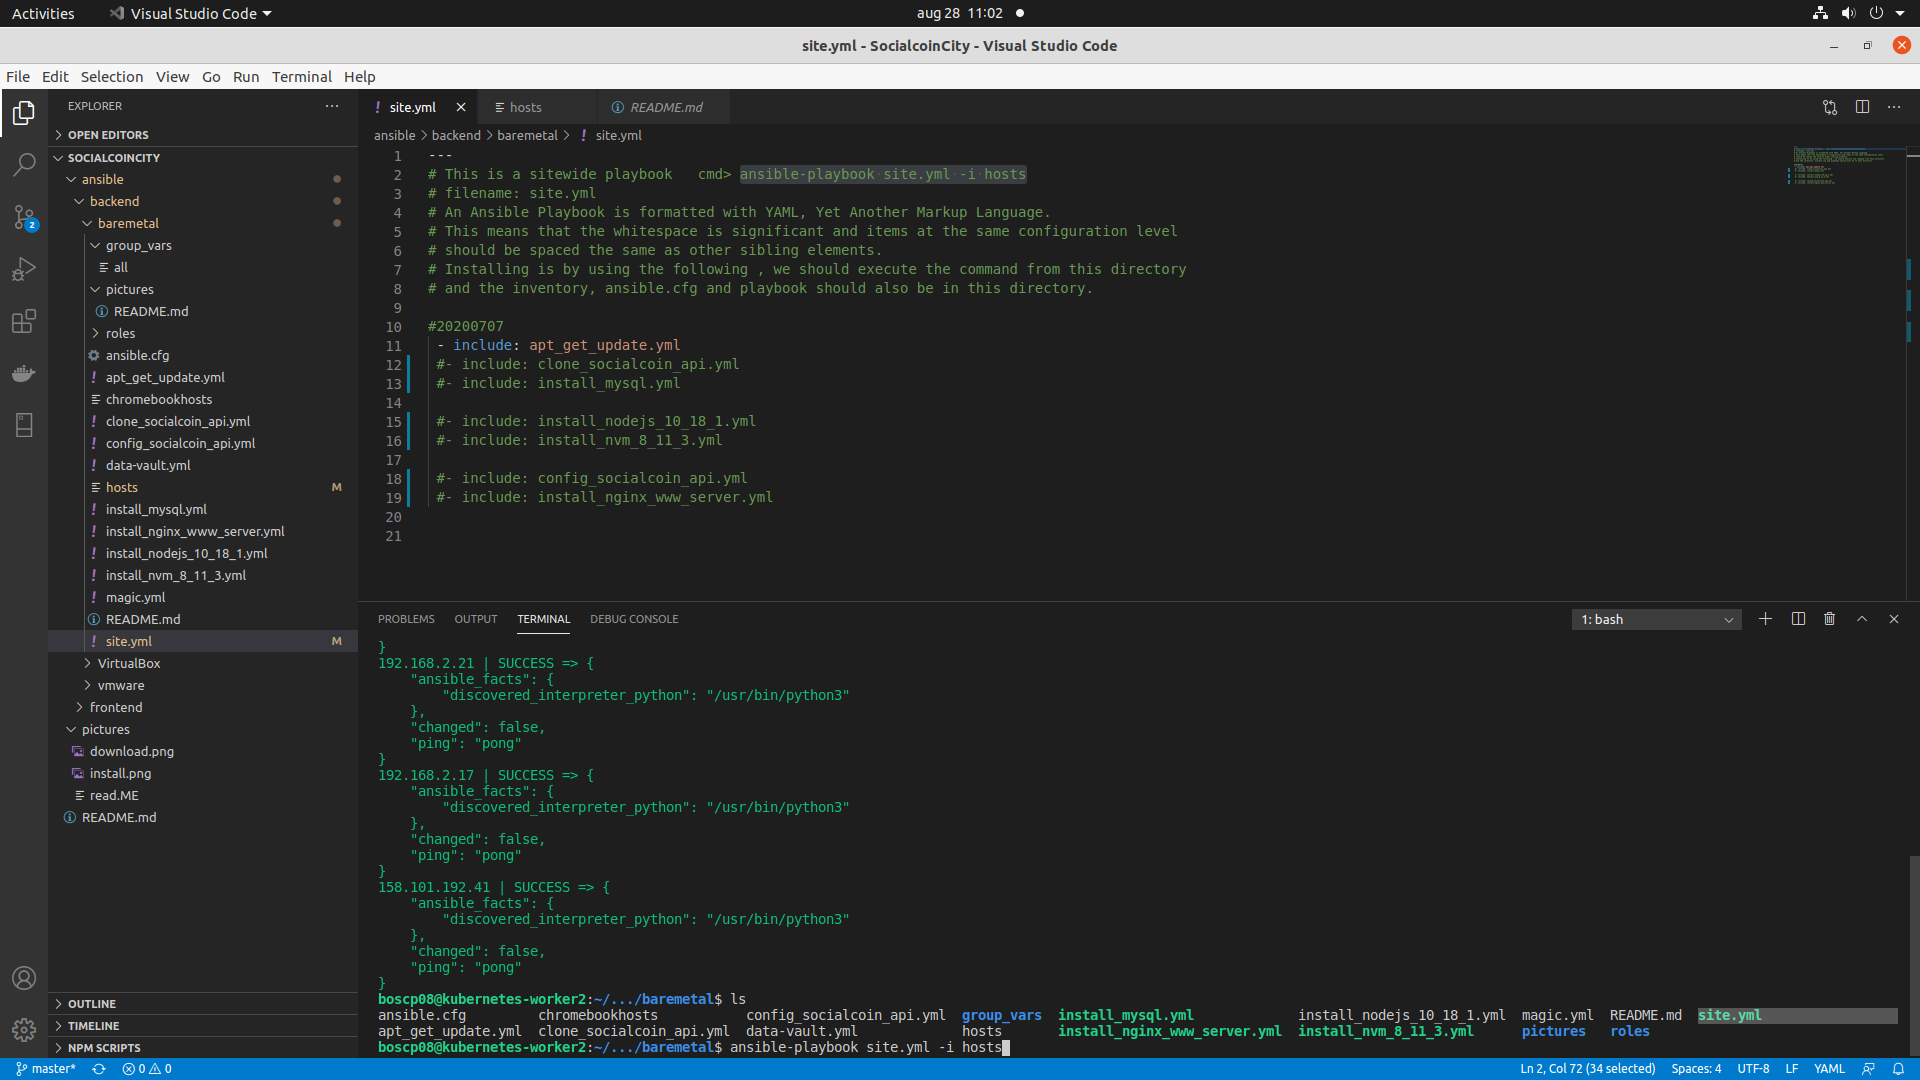 Activities Visual Studio Code aug 28 11:02
site.yml - SocialcoinCity - Visual Studio Code
File Edit Selection View Go Run Terminal Help
EXPLORER
OPEN EDITORS
SOCIALCOINCITY
ansible
backend
baremetal
group_vars
all
pictures
README.md
roles
ansible.cfg
apt_get_update.yml
chromebookhosts
clone_socialcoin_api.yml
config_socialcoin_api.yml
data-vault.yml
hosts M
install_mysql.yml
install_nginx_www_server.yml
install_nodejs_10_18_1.yml
install_nvm_8_11_3.yml
magic.yml
README.md
site.yml M
VirtualBox
vmware
frontend
pictures
download.png
install.png
read.ME
README.md
OUTLINE
TIMELINE
NPM SCRIPTS
2
site.yml hosts README.md
ansible > backend > baremetal > ! site.yml
1 ---
2 # This is a sitewide playbook   cmd> ansible-playbook site.yml -i hosts
3 # filename: site.yml
4 # An Ansible Playbook is formatted with YAML, Yet Another Markup Language.
5 # This means that the whitespace is significant and items at the same configuration level
6 # should be spaced the same as other sibling elements.
7 # Installing is by using the following , we should execute the command from this directory
8 # and the inventory, ansible.cfg and playbook should also be in this directory.
9
10 #20200707
11 - include: apt_get_update.yml
12 #- include: clone_socialcoin_api.yml
13 #- include: install_mysql.yml
14
15 #- include: install_nodejs_10_18_1.yml
16 #- include: install_nvm_8_11_3.yml
17
18 #- include: config_socialcoin_api.yml
19 #- include: install_nginx_www_server.yml
20
21
PROBLEMS OUTPUT TERMINAL DEBUG CONSOLE 1: bash
}
192.168.2.21 | SUCCESS => {
"ansible_facts": {
"discovered_interpreter_python": "/usr/bin/python3"
},
"changed": false,
"ping": "pong"
}
192.168.2.17 | SUCCESS => {
"ansible_facts": {
"discovered_interpreter_python": "/usr/bin/python3"
},
"changed": false,
"ping": "pong"
}
158.101.192.41 | SUCCESS => {
"ansible_facts": {
"discovered_interpreter_python": "/usr/bin/python3"
},
"changed": false,
"ping": "pong"
}
boscp08@kubernetes-worker2:~/.../baremetal$ ls
ansible.cfg chromebookhosts config_socialcoin_api.yml group_vars install_mysql.yml install_nodejs_10_18_1.yml magic.yml README.md site.yml
apt_get_update.yml clone_socialcoin_api.yml data-vault.yml hosts install_nginx_www_server.yml install_nvm_8_11_3.yml pictures roles
boscp08@kubernetes-worker2:~/.../baremetal$ ansible-playbook site.yml -i hosts
master* 0 0 Ln 2, Col 72 (34 selected) Spaces: 4 UTF-8 LF YAML